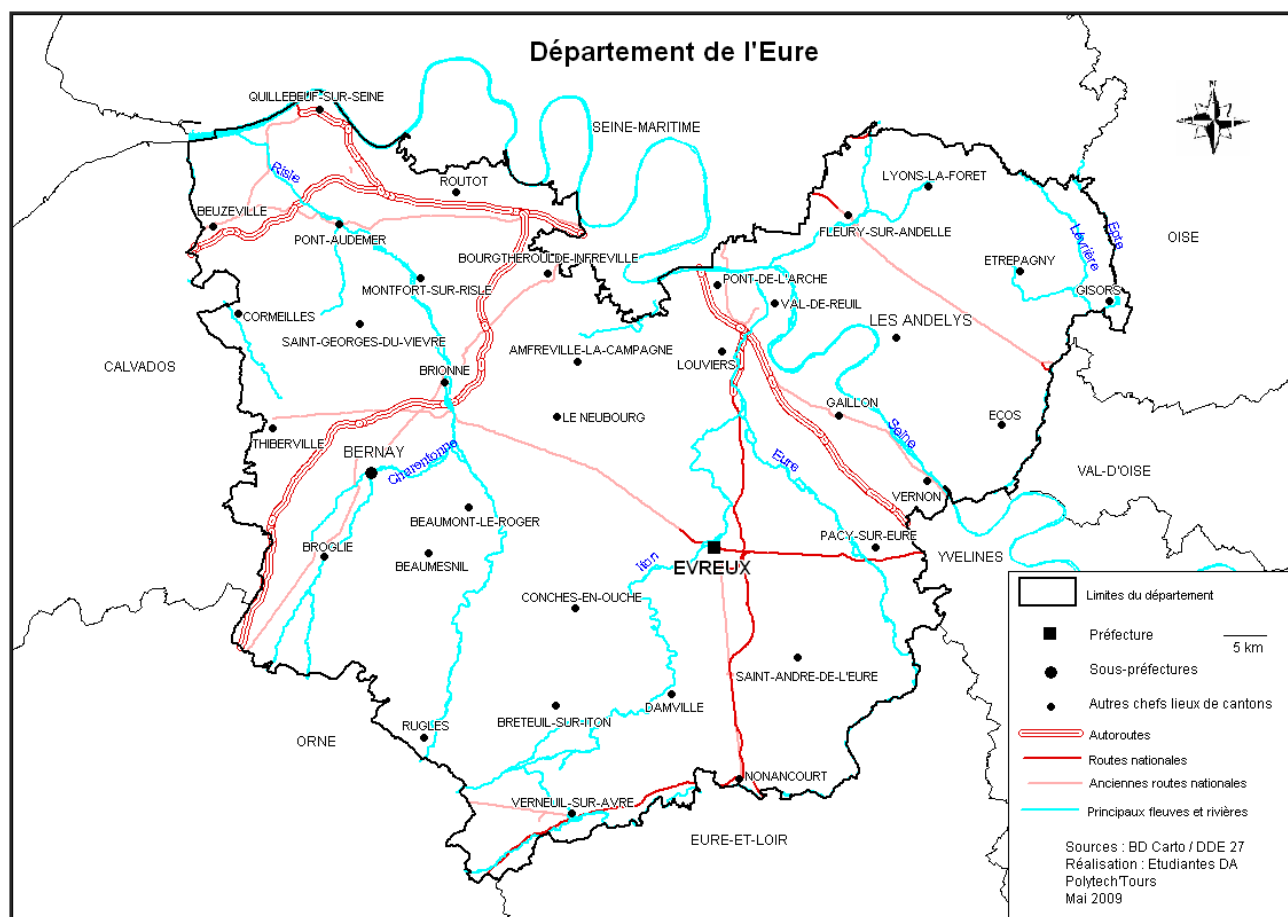 Département de l'Eure
QUILLEBEUF-SUR-SEINE
SEINE-MARITIME
Risle
ROUTOT
LYONS-LA-FORET
BEUZEVILLE
PONT-AUDEMER
FLEURY-SUR-ANDELLE
Epte
Lévrière
OISE
BOURGTHEROULDE-INFREVILLE
ETREPAGNY
MONTFORT-SUR-RISLE
PONT-DE-L'ARCHE
GISORS
CORMEILLES
VAL-DE-REUIL
LES ANDELYS
SAINT-GEORGES-DU-VIEVRE
AMFREVILLE-LA-CAMPAGNE
LOUVIERS
CALVADOS
BRIONNE
GAILLON
LE NEUBOURG
ECOS
THIBERVILLE
Seine
BERNAY
Charentonne
Eure
VAL-D'OISE
VERNON
BEAUMONT-LE-ROGER
PACY-SUR-EURE
BROGLIE
BEAUMESNIL
Iton
EVREUX
YVELINES
CONCHES-EN-OUCHE
SAINT-ANDRE-DE-L'EURE
DAMVILLE
BRETEUIL-SUR-ITON
RUGLES
ORNE
NONANCOURT
VERNEUIL-SUR-AVRE
EURE-ET-LOIR
Limites du département
Préfecture
5 km
Sous-préfectures
Autres chefs lieux de cantons
Autoroutes
Routes nationales
Anciennes routes nationales
Principaux fleuves et rivières
Sources : BD Carto / DDE 27
Réalisation : Etudiantes DA
Polytech'Tours
Mai 2009